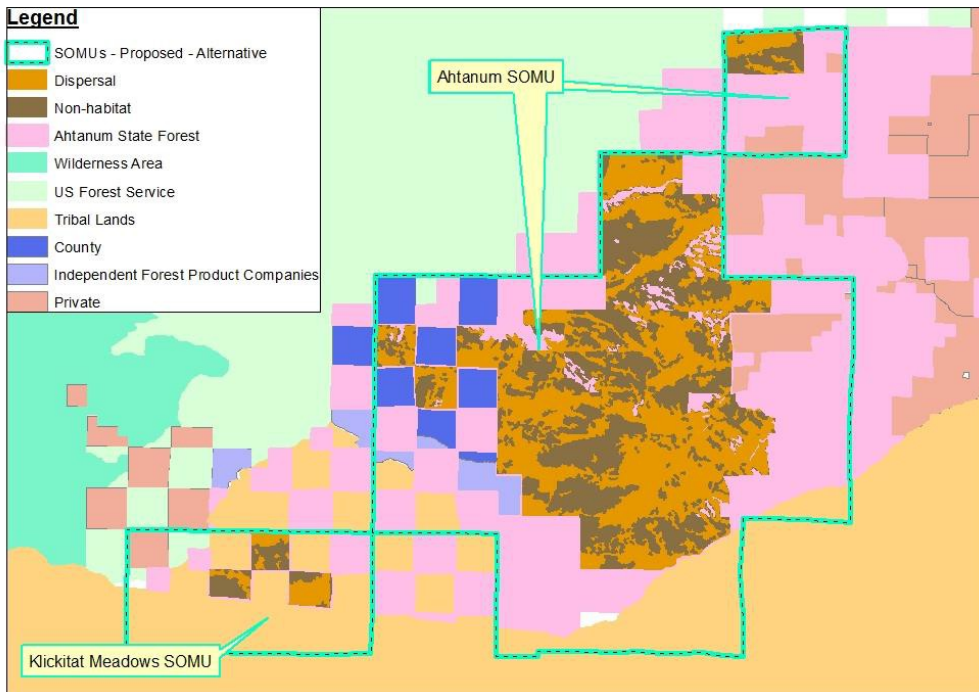 Legend
SOMUs - Proposed - Alternative
Dispersal
Non-habitat
Ahtanum State Forest
Wilderness Area
US Forest Service
Tribal Lands
County
Independent Forest Product Companies
Private
Ahtanum SOMU
Klickitat Meadows SOMU